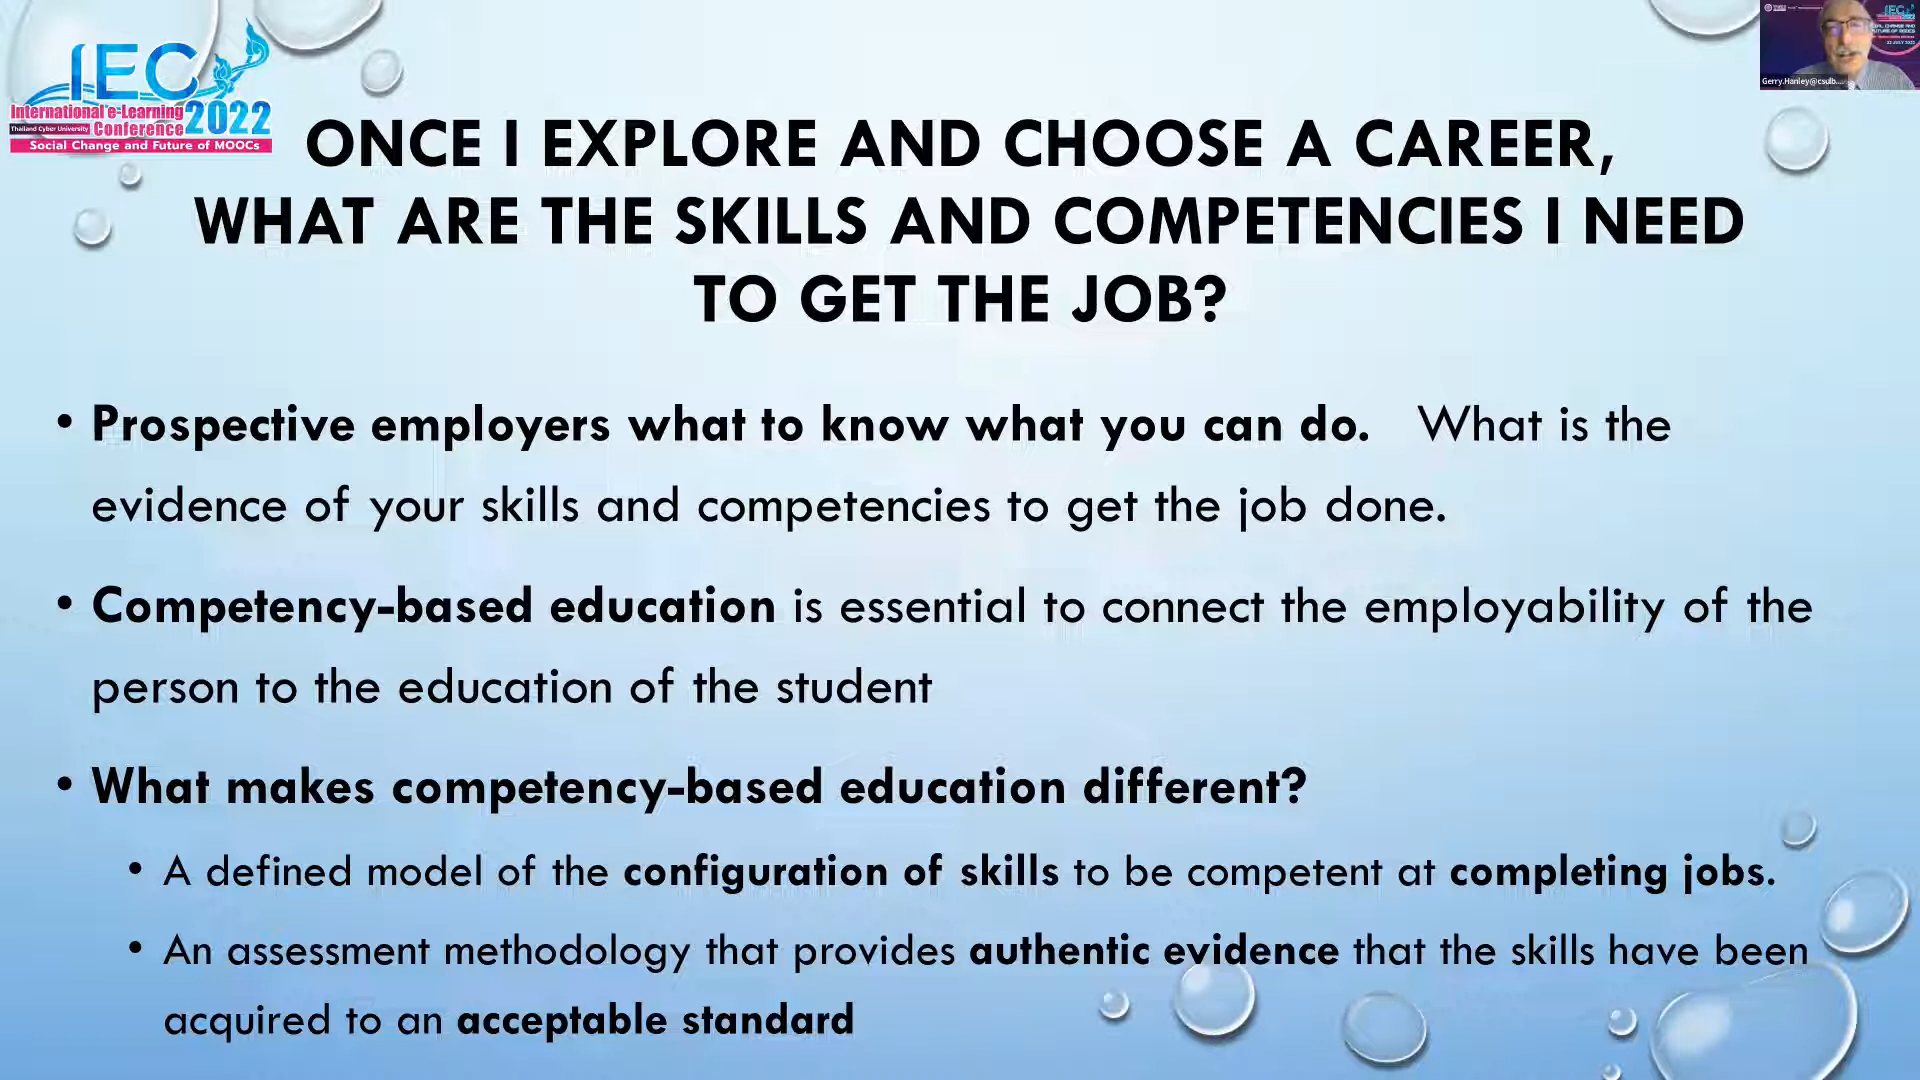 IEC
International e-Learning
Thailand Cyber University Conference 2022
Social Change and Future of MOOCs
Gerry.Hanley@csulb....
ONCE I EXPLORE AND CHOOSE A CAREER,
WHAT ARE THE SKILLS AND COMPETENCIES I NEED
TO GET THE JOB?
• Prospective employers what to know what you can do. What is the
evidence of your skills and competencies to get the job done.
• Competency-based education is essential to connect the employability of the
person to the education of the student
• What makes competency-based education different?
• A defined model of the configuration of skills to be competent at completing jobs.
• An assessment methodology that provides authentic evidence that the skills have been
acquired to an acceptable standard